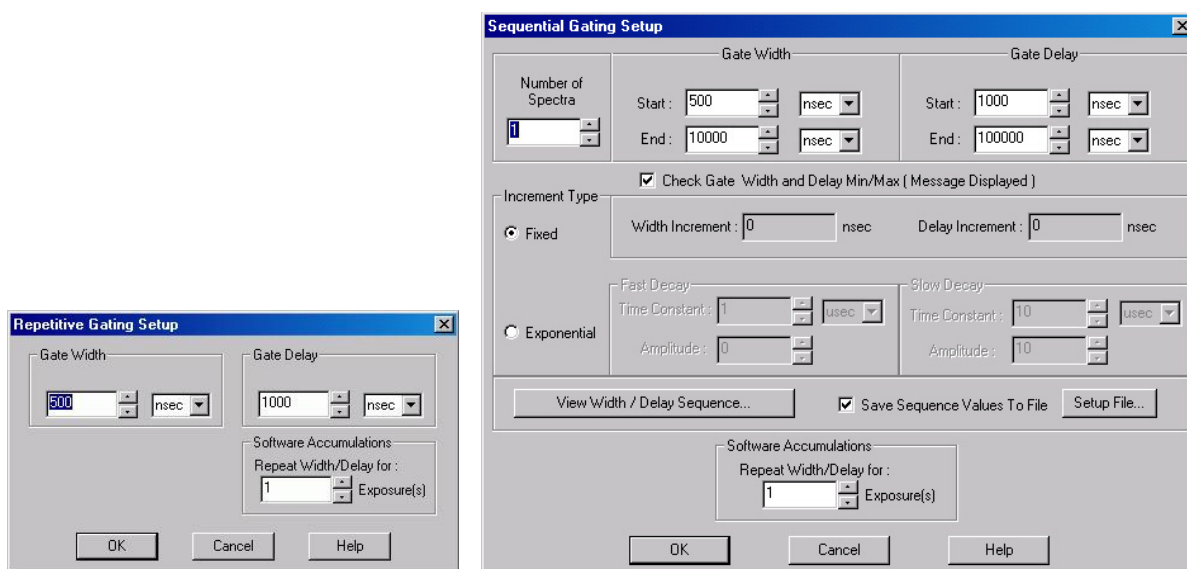 Sequential Gating Setup
Number of
Spectra
1
Gate Width
Start : 500 nsec
End : 10000 nsec
Gate Delay
Start : 1000 nsec
End : 100000 nsec
Check Gate Width and Delay Min/Max ( Message Displayed )
Increment Type
Fixed
Width Increment : 0 nsec
Delay Increment : 0 nsec
Exponential
Fast Decay
Time Constant : 1 usec
Amplitude : 0
Slow Decay
Time Constant : 10 usec
Amplitude : 10
View Width / Delay Sequence...
Save Sequence Values To File
Setup File...
Software Accumulations
Repeat Width/Delay for :
1 Exposure(s)
OK
Cancel
Help
Repetitive Gating Setup
Gate Width
500 nsec
Gate Delay
1000 nsec
Software Accumulations
Repeat Width/Delay for :
1 Exposure(s)
OK
Cancel
Help